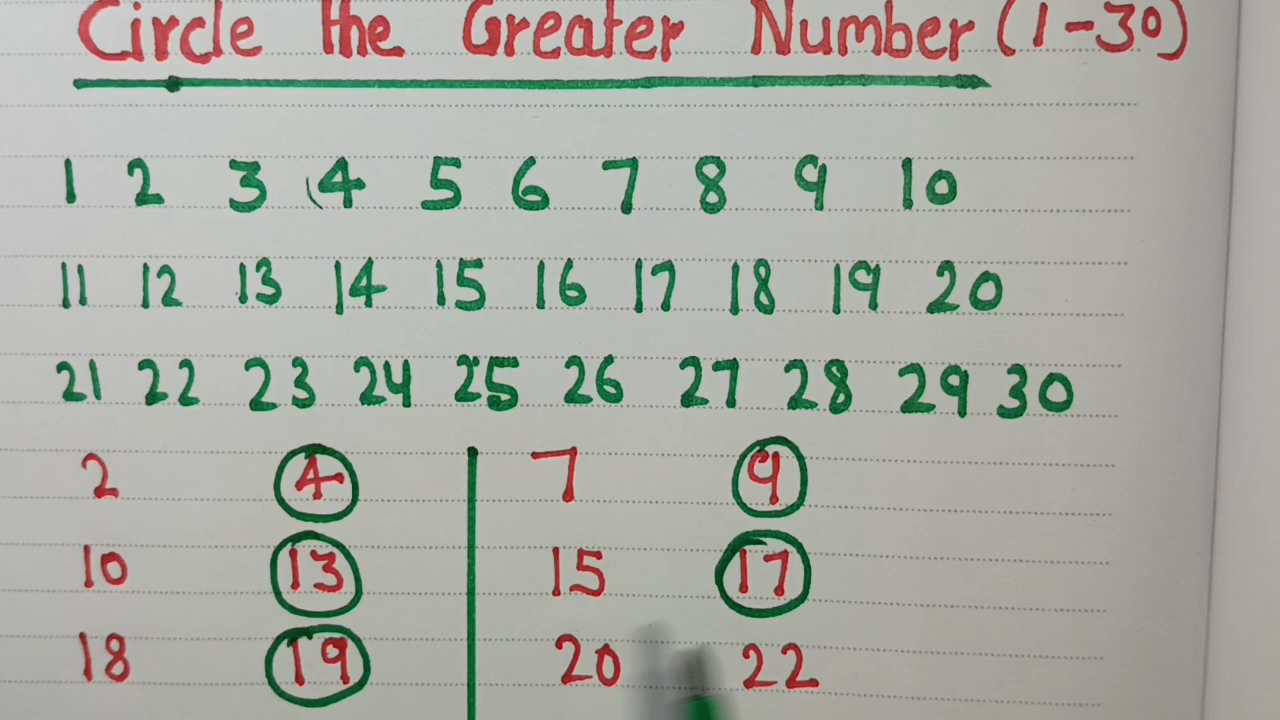 Circle the Greater Number (1-30)
1 2 3 4 5 6 7 8 9 10
11 12 13 14 15 16 17 18 19 20
21 22 23 24 25 26 27 28 29 30
2 4 7 9
10 13 15 17
18 19 20 22